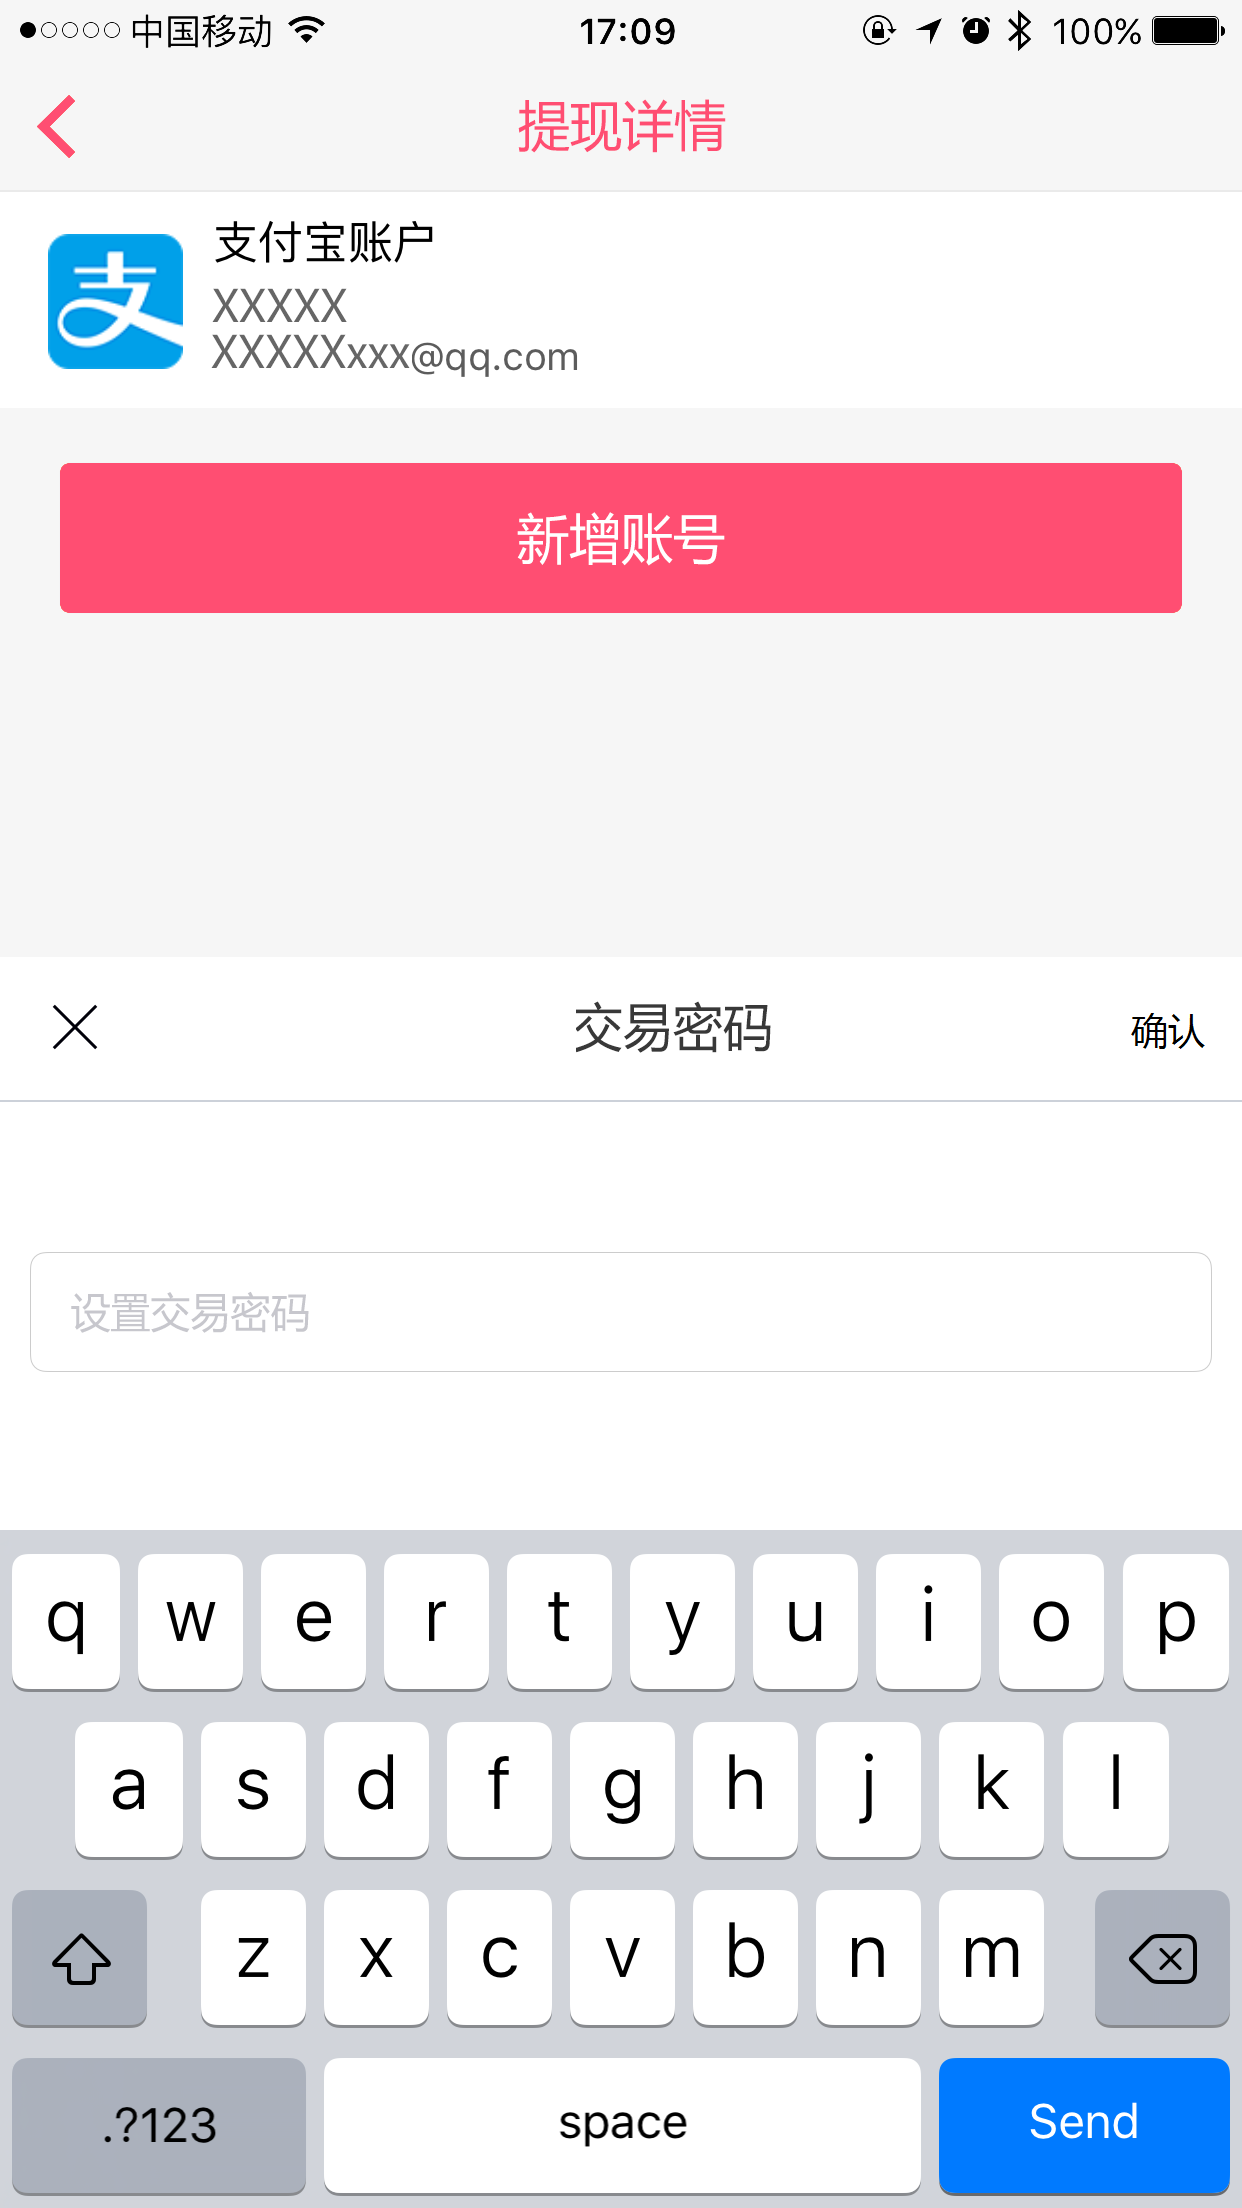 中国移动 17:09 100%
提现详情
支
支付宝账户
XXXXX
XXXXXxxx@qq.com
新增账号
交易密码 确认
设置交易密码
q w e r t y u i o p
a s d f g h j k l
z x c v b n m
.?123 space Send